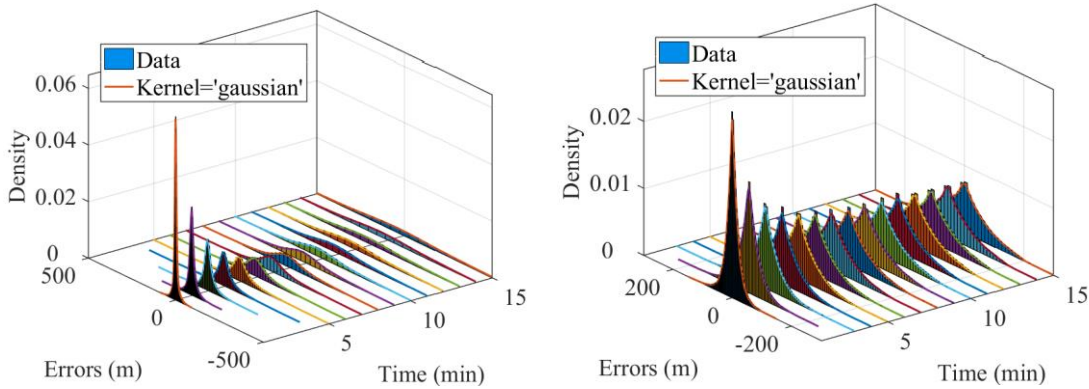 Data
Kernel='gaussian'
0.06
0.04
0.02
0
Density
500
0
-500
Errors (m)
5
10
15
Time (min)
Data
Kernel='gaussian'
0.02
0.01
0
Density
200
0
-200
Errors (m)
5
10
15
Time (min)